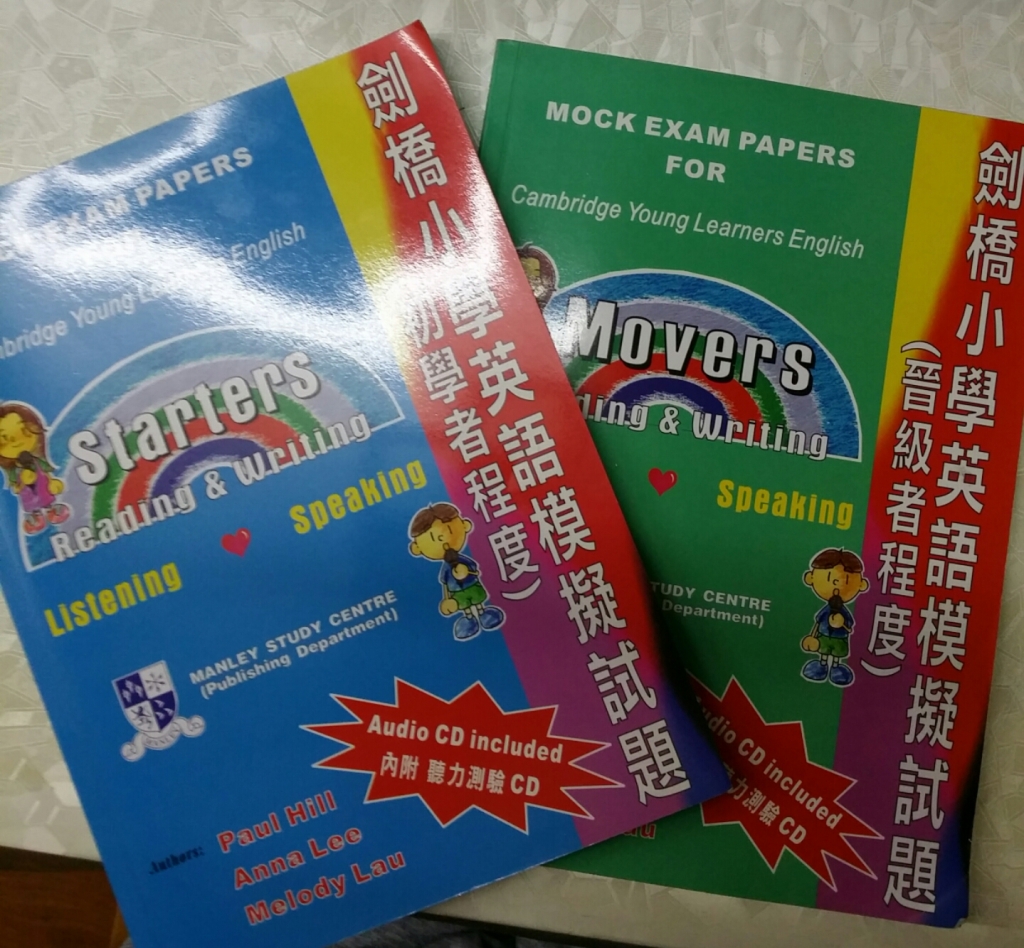 EXAM PAPERS
Cambridge Young Learners English
Starters
Reading & Writing
Listening
Speaking
MANLEY STUDY CENTRE
(Publishing Department)
Audio CD included
內附 聽力測驗 CD
Authors: Paul Hill
Anna Lee
Melody Lau
劍橋小學英語模擬試題
初學者程度)
MOCK EXAM PAPERS
FOR
Cambridge Young Learners English
Movers
& Writing
Speaking
STUDY CENTRE
Department)
Audio CD included
聽力測驗 CD
Lau
劍橋小學英語模擬試題
(晉級者程度)